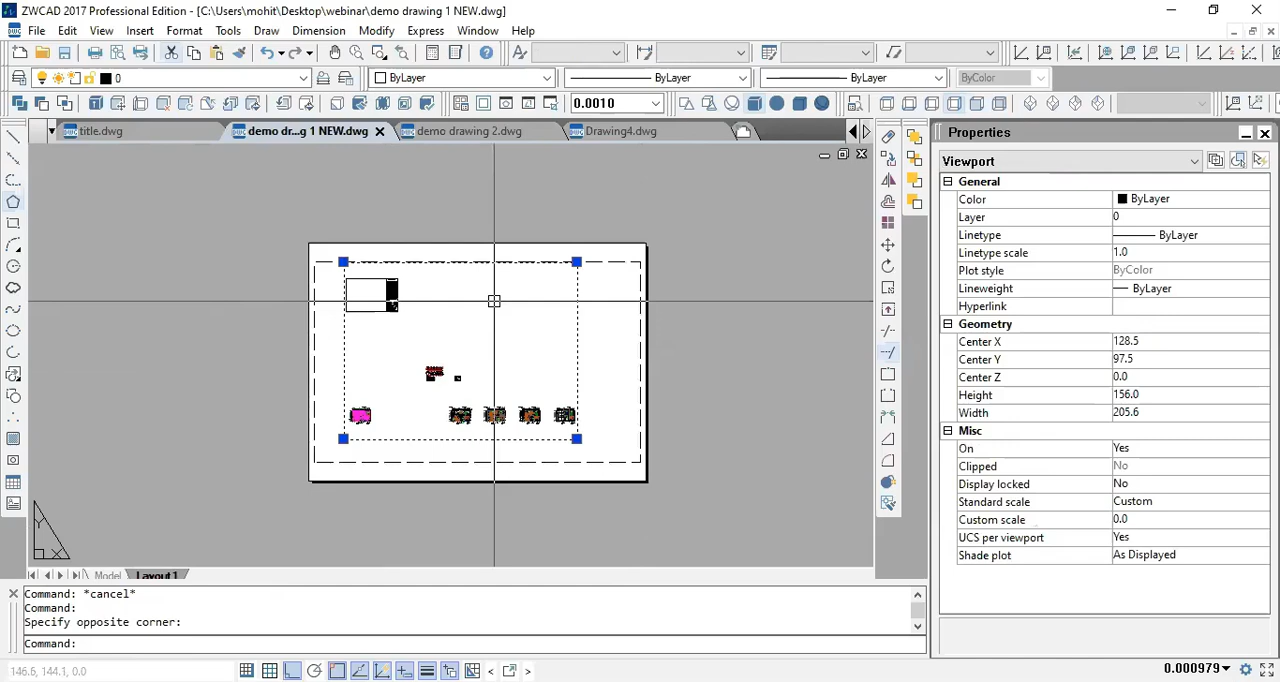 ZWCAD 2017 Professional Edition - [C:\Users\mohit\Desktop\webinar\demo drawing 1 NEW.dwg]
File Edit View Insert Format Tools Draw Dimension Modify Express Window Help
0 ByLayer ByLayer ByLayer ByColor
0.0010
title.dwg demo dr...g 1 NEW.dwg demo drawing 2.dwg Drawing4.dwg
Properties
Viewport
General
Color ByLayer
Layer 0
Linetype ByLayer
Linetype scale 1.0
Plot style ByColor
Lineweight ByLayer
Hyperlink
Geometry
Center X 128.5
Center Y 97.5
Center Z 0.0
Height 156.0
Width 205.6
Misc
On Yes
Clipped No
Display locked No
Standard scale Custom
Custom scale 0.0
UCS per viewport Yes
Shade plot As Displayed
Y
X
Model Layout1
Command: *cancel*
Command:
Specify opposite corner:
Command:
146.6, 144.1, 0.0
0.000979